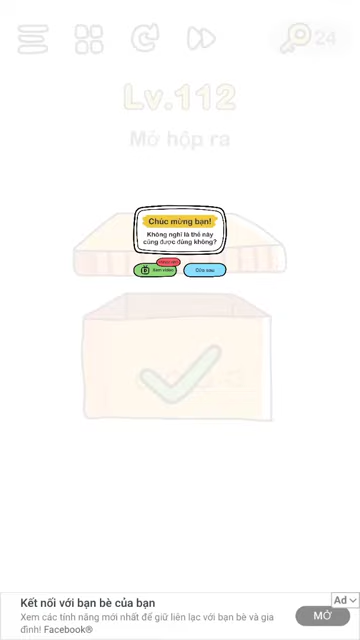 24
Lv.112
Mở hộp ra
Chúc mừng bạn!
Không nghĩ là thế này
cũng được đúng không?
Xem video
Cửa sau
Ad
Kết nối với bạn bè của bạn
Xem các tính năng mới nhất để giữ liên lạc với bạn bè và gia
đình! Facebook®
MỞ